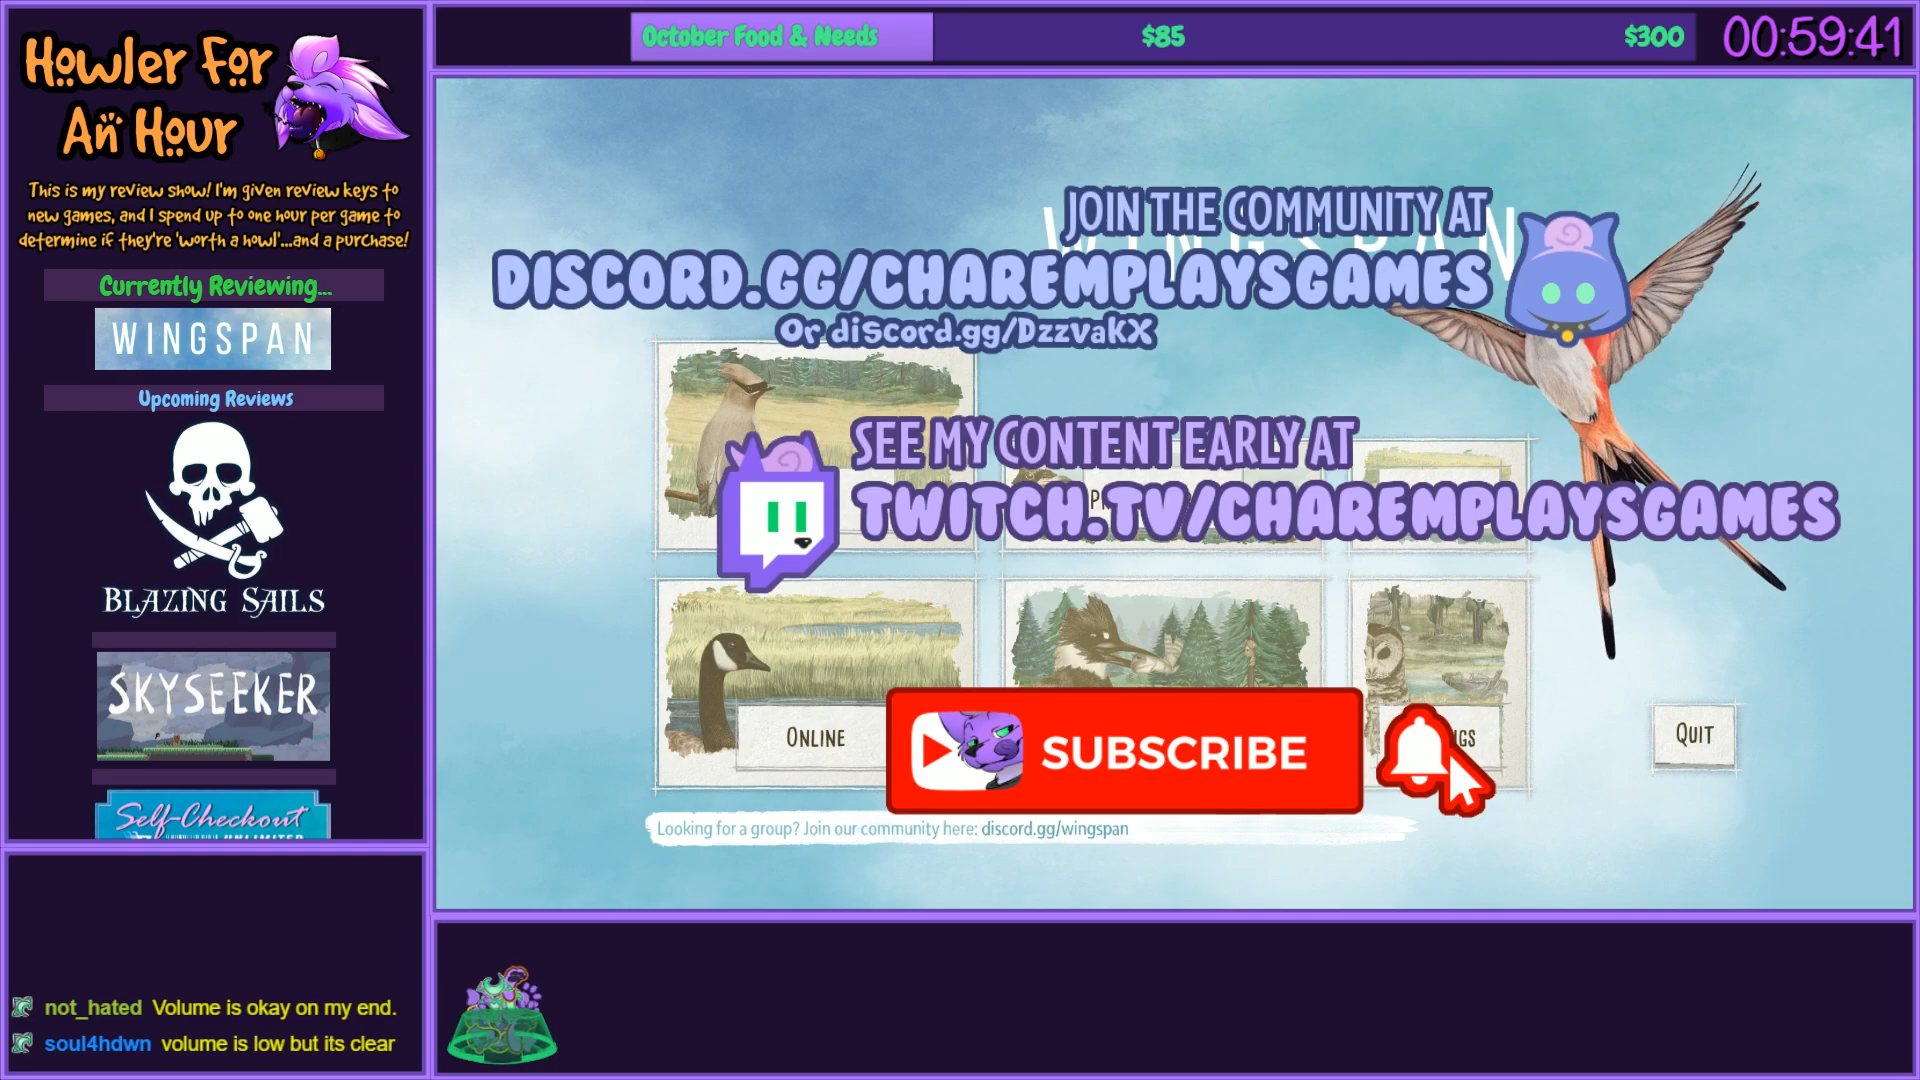 Howler For
An Hour
This is my review show! I'm given review keys to
new games, and I spend up to one hour per game to
determine if they're 'worth a howl'...and a purchase!
Currently Reviewing...
WINGSPAN
Upcoming Reviews
BLAZING SAILS
SKYSEEKER
Self-Checkout
UNLIMITED
not_hated Volume is okay on my end.
soul4hdwn volume is low but its clear
October Food & Needs $85 $300
00:59:41
WINGSPAN
JOIN THE COMMUNITY AT
DISCORD.GG/CHAREMPLAYSGAMES
Or discord.gg/DzzvakX
SEE MY CONTENT EARLY AT
TWITCH.TV/CHAREMPLAYSGAMES
ONLINE
SUBSCRIBE
QUIT
Looking for a group? Join our community here: discord.gg/wingspan